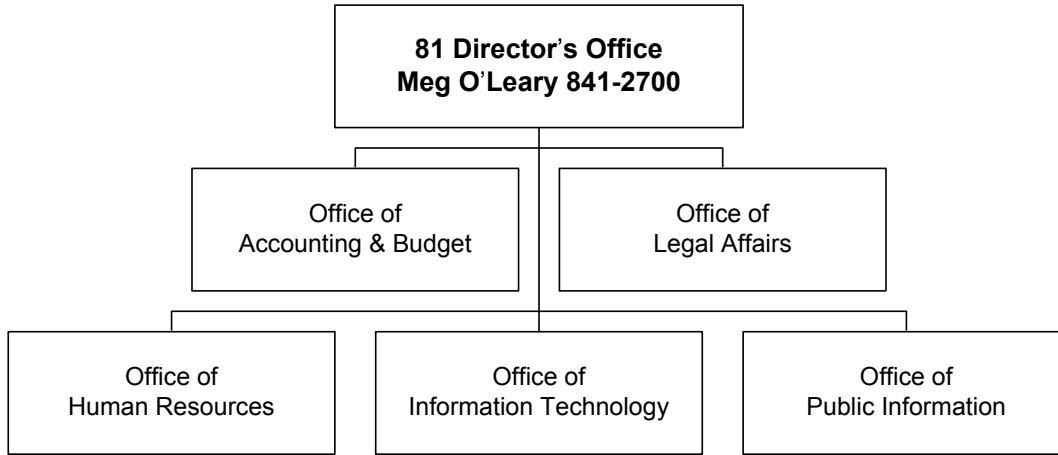 81 Director’s Office
Meg O’Leary 841-2700
Office of
Accounting & Budget
Office of
Legal Affairs
Office of
Human Resources
Office of
Information Technology
Office of
Public Information